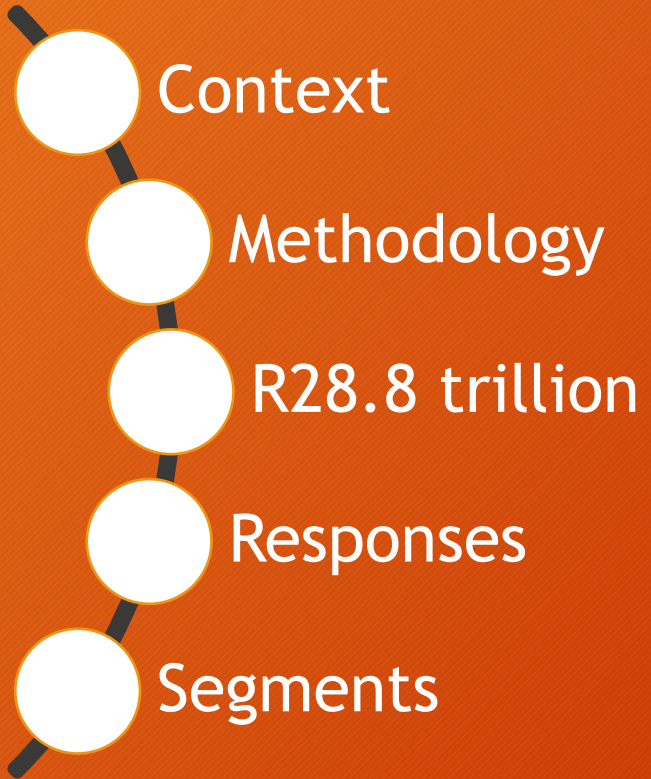 Context
Methodology
R28.8 trillion
Responses
Segments